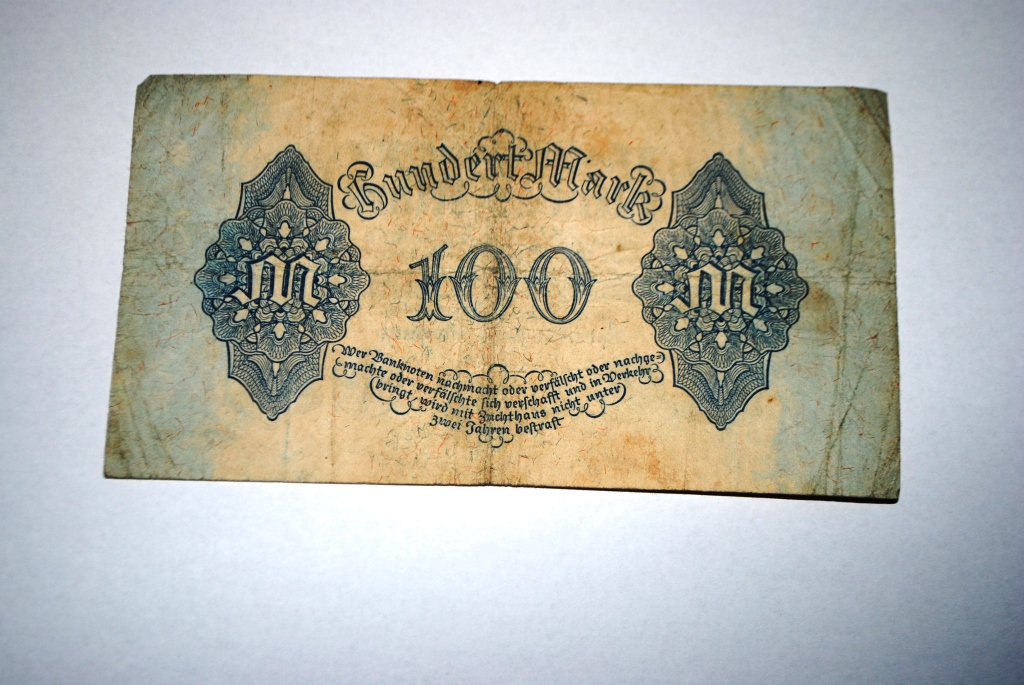 Hundert Mark
M 100 M
Wer Banknoten nachmacht oder verfälscht oder nachge-
machte oder verfälschte sich verschafft und in Verkehr
bringt, wird mit Zuchthaus nicht unter
zwei Jahren bestraft